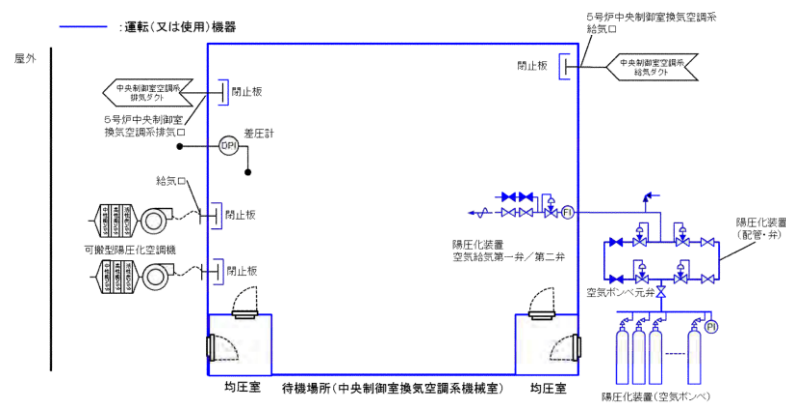 ：運転（又は使用）機器
屋外
5号炉中央制御室換気空調系
給気口
中央制御室空調系
給気ダクト
閉止板
中央制御室空調系
排気ダクト
閉止板
5号炉中央制御室
換気空調系排気口
差圧計
DPI
給気口
閉止板
可搬型陽圧化空調機
閉止板
FI
陽圧化装置
空気給気第一弁／第二弁
陽圧化装置
（配管・弁）
空気ボンベ元弁
PI
陽圧化装置（空気ボンベ）
均圧室
待機場所（中央制御室換気空調系機械室）
均圧室